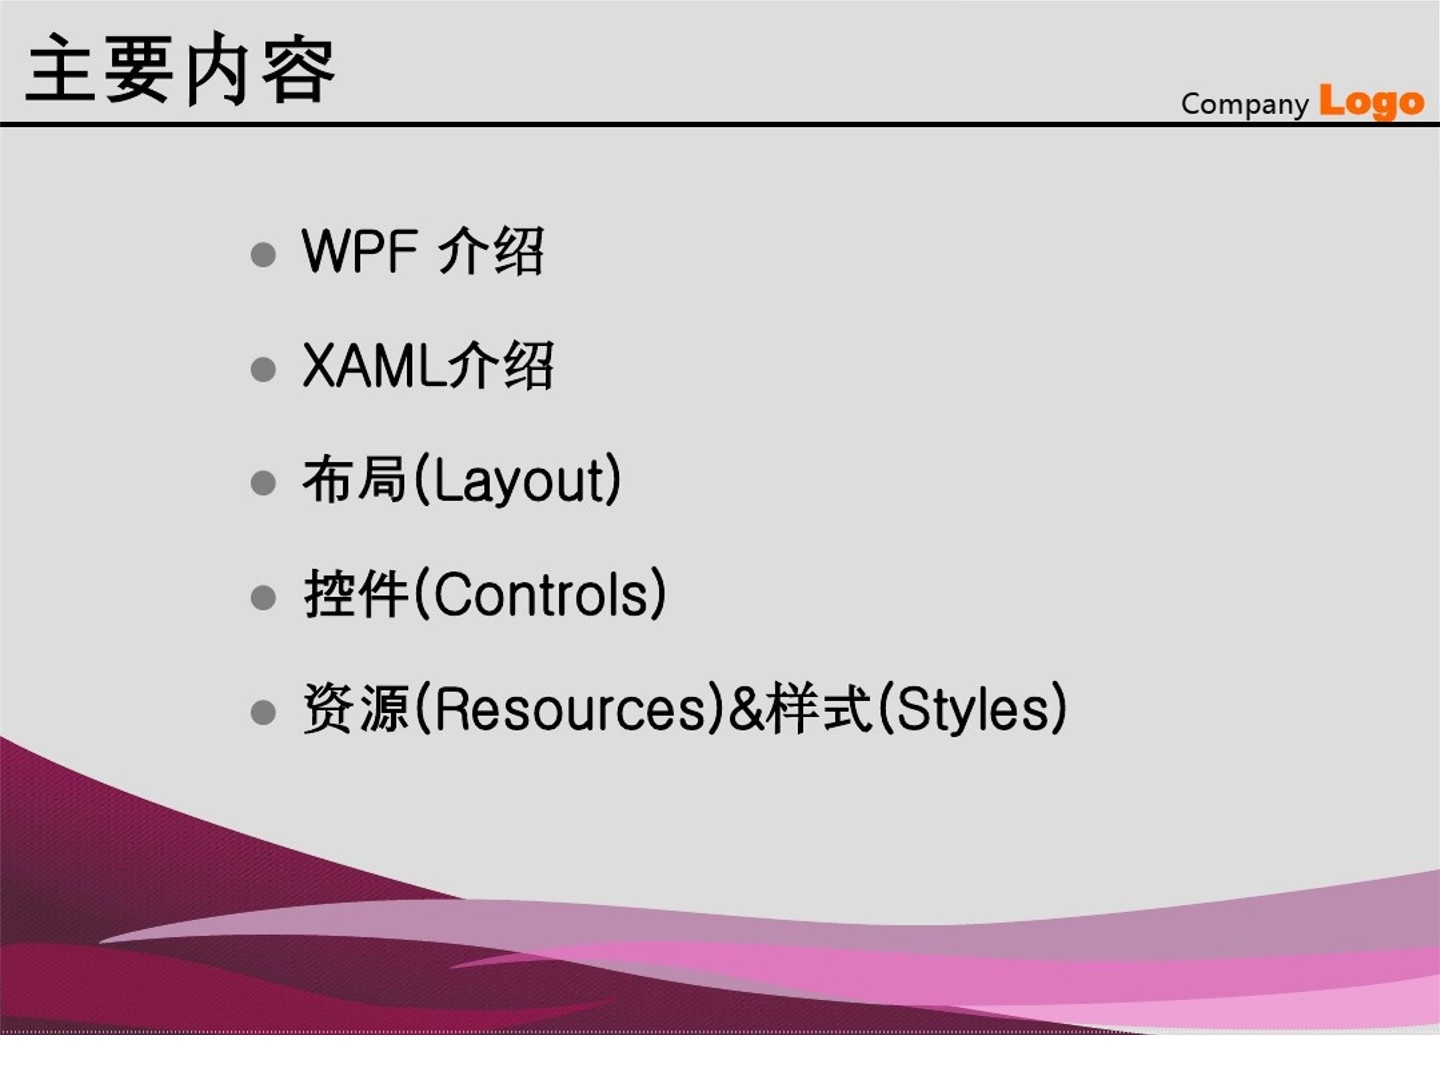 主要内容
Company Logo
WPF 介绍
XAML介绍
布局(Layout)
控件(Controls)
资源(Resources)&样式(Styles)